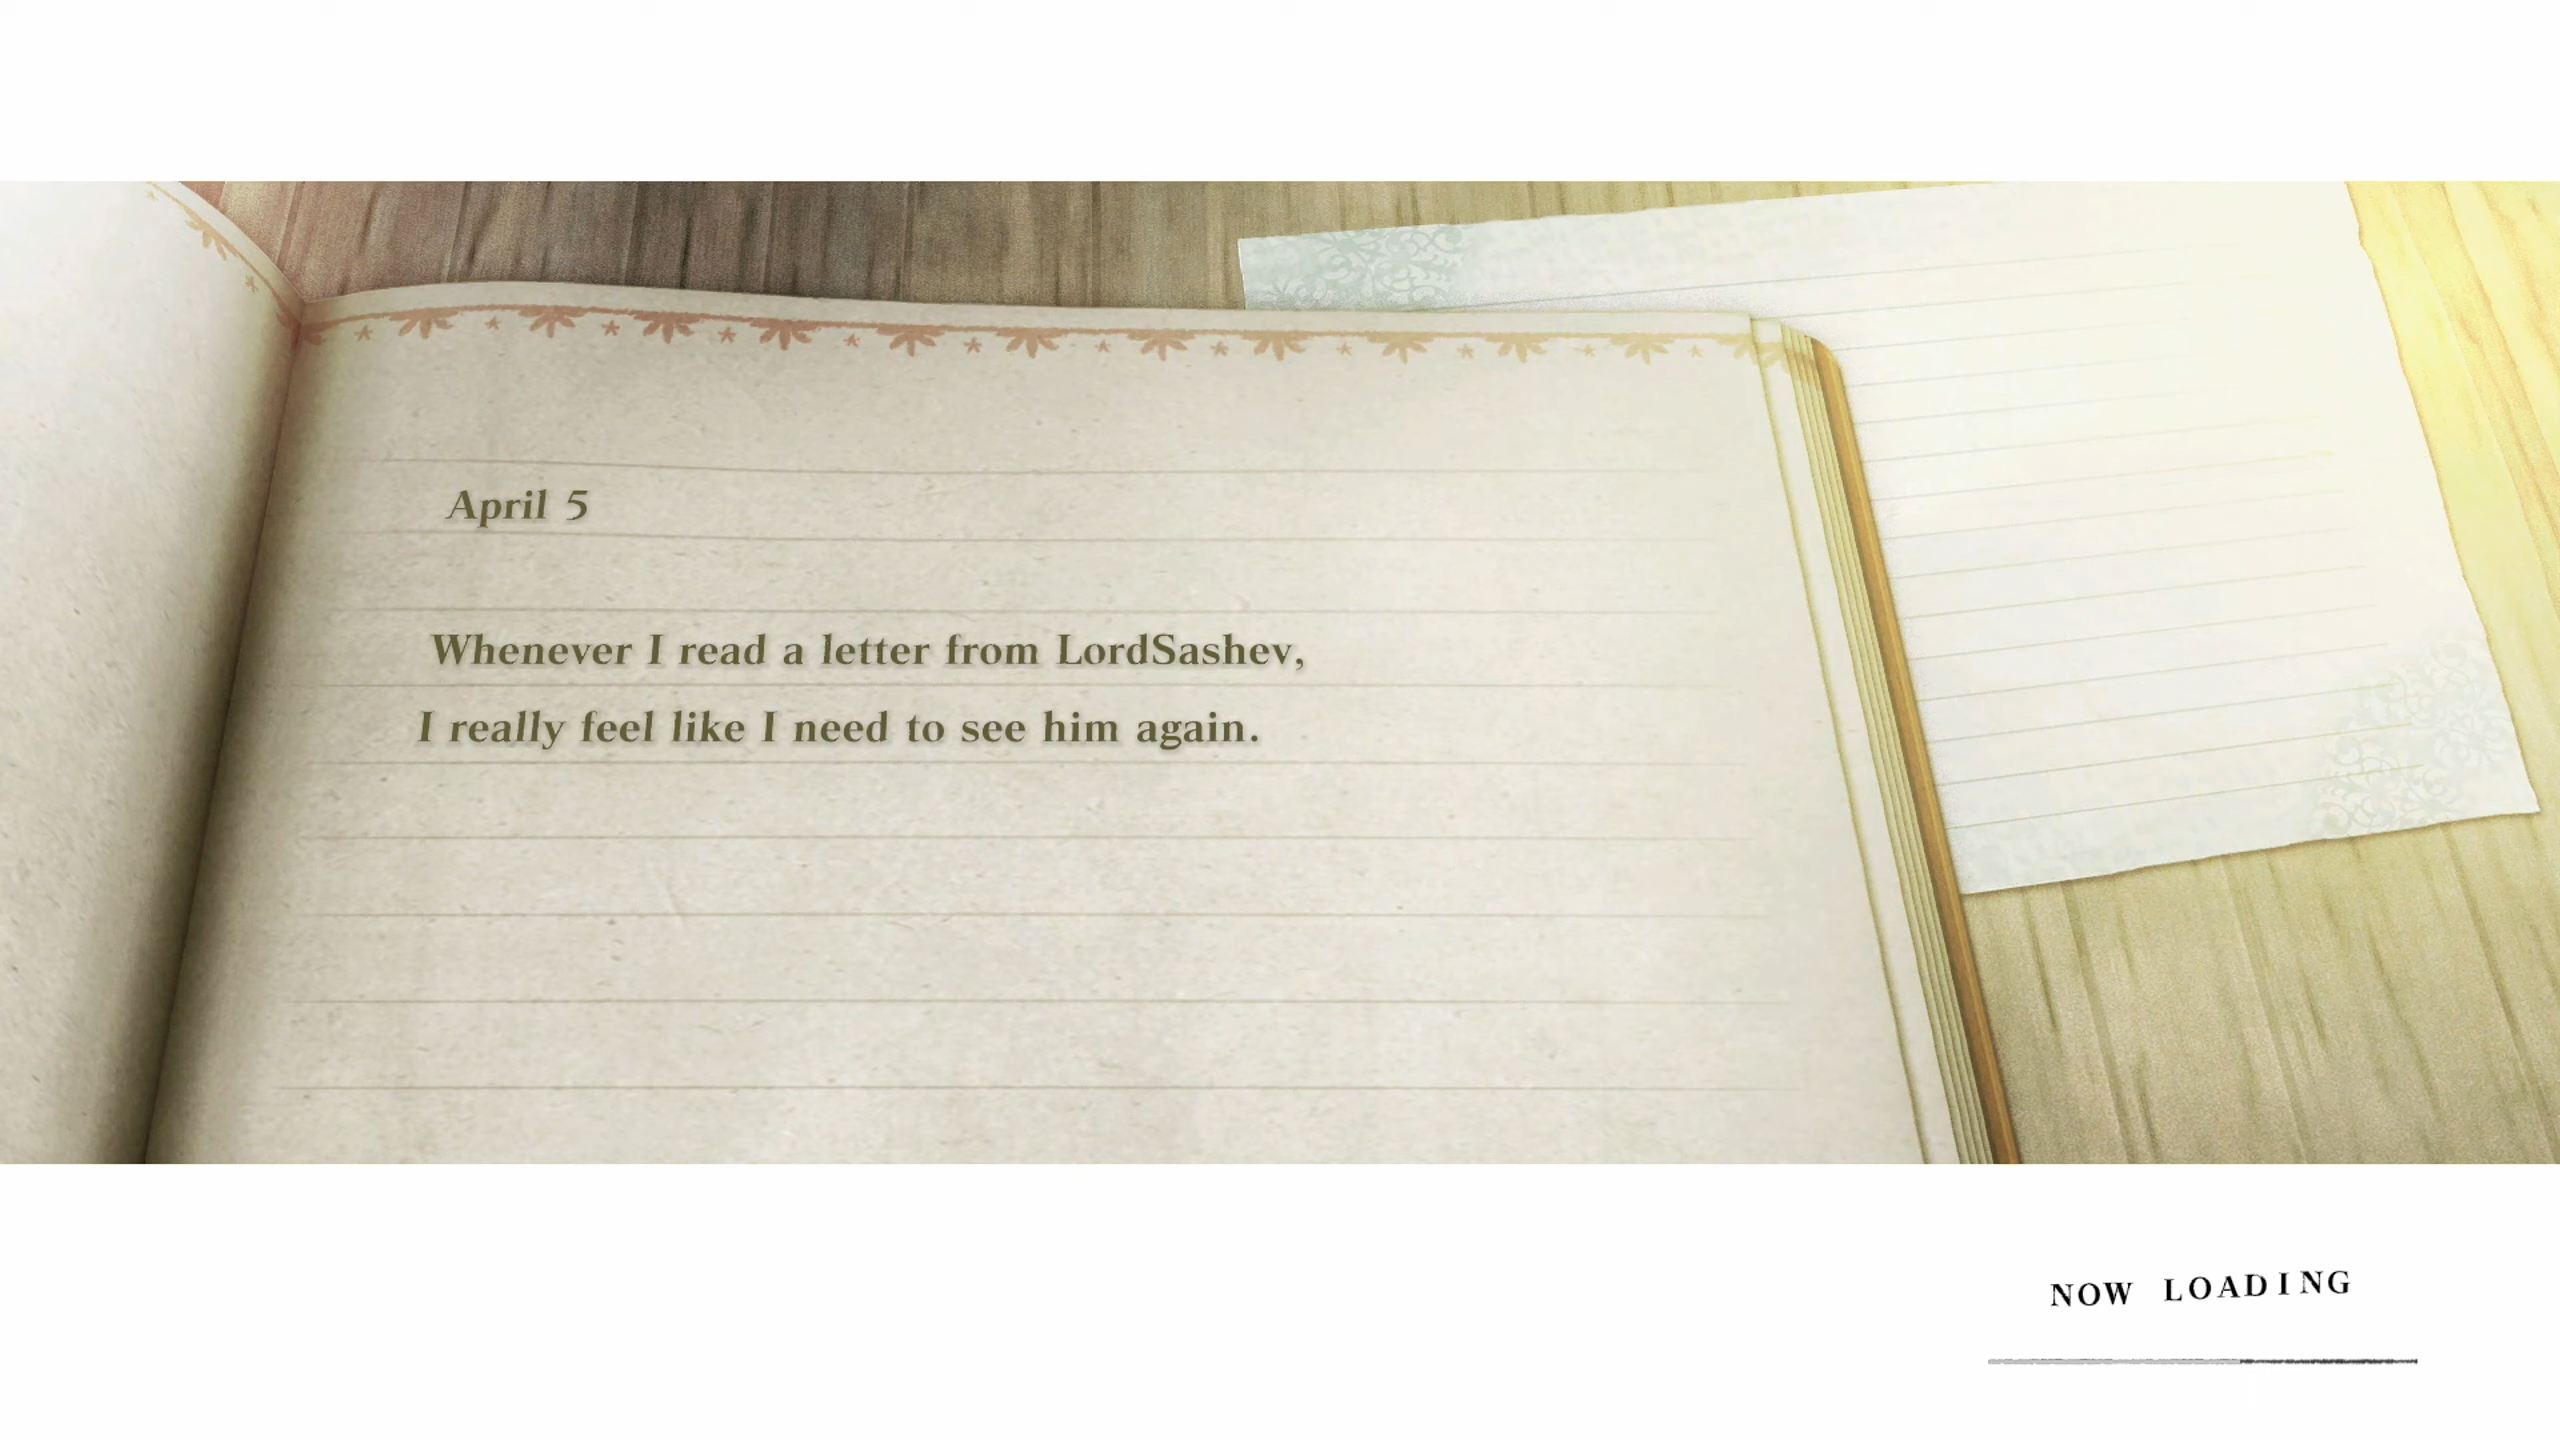 April 5
Whenever I read a letter from LordSashev,
I really feel like I need to see him again.
NOW LOADING